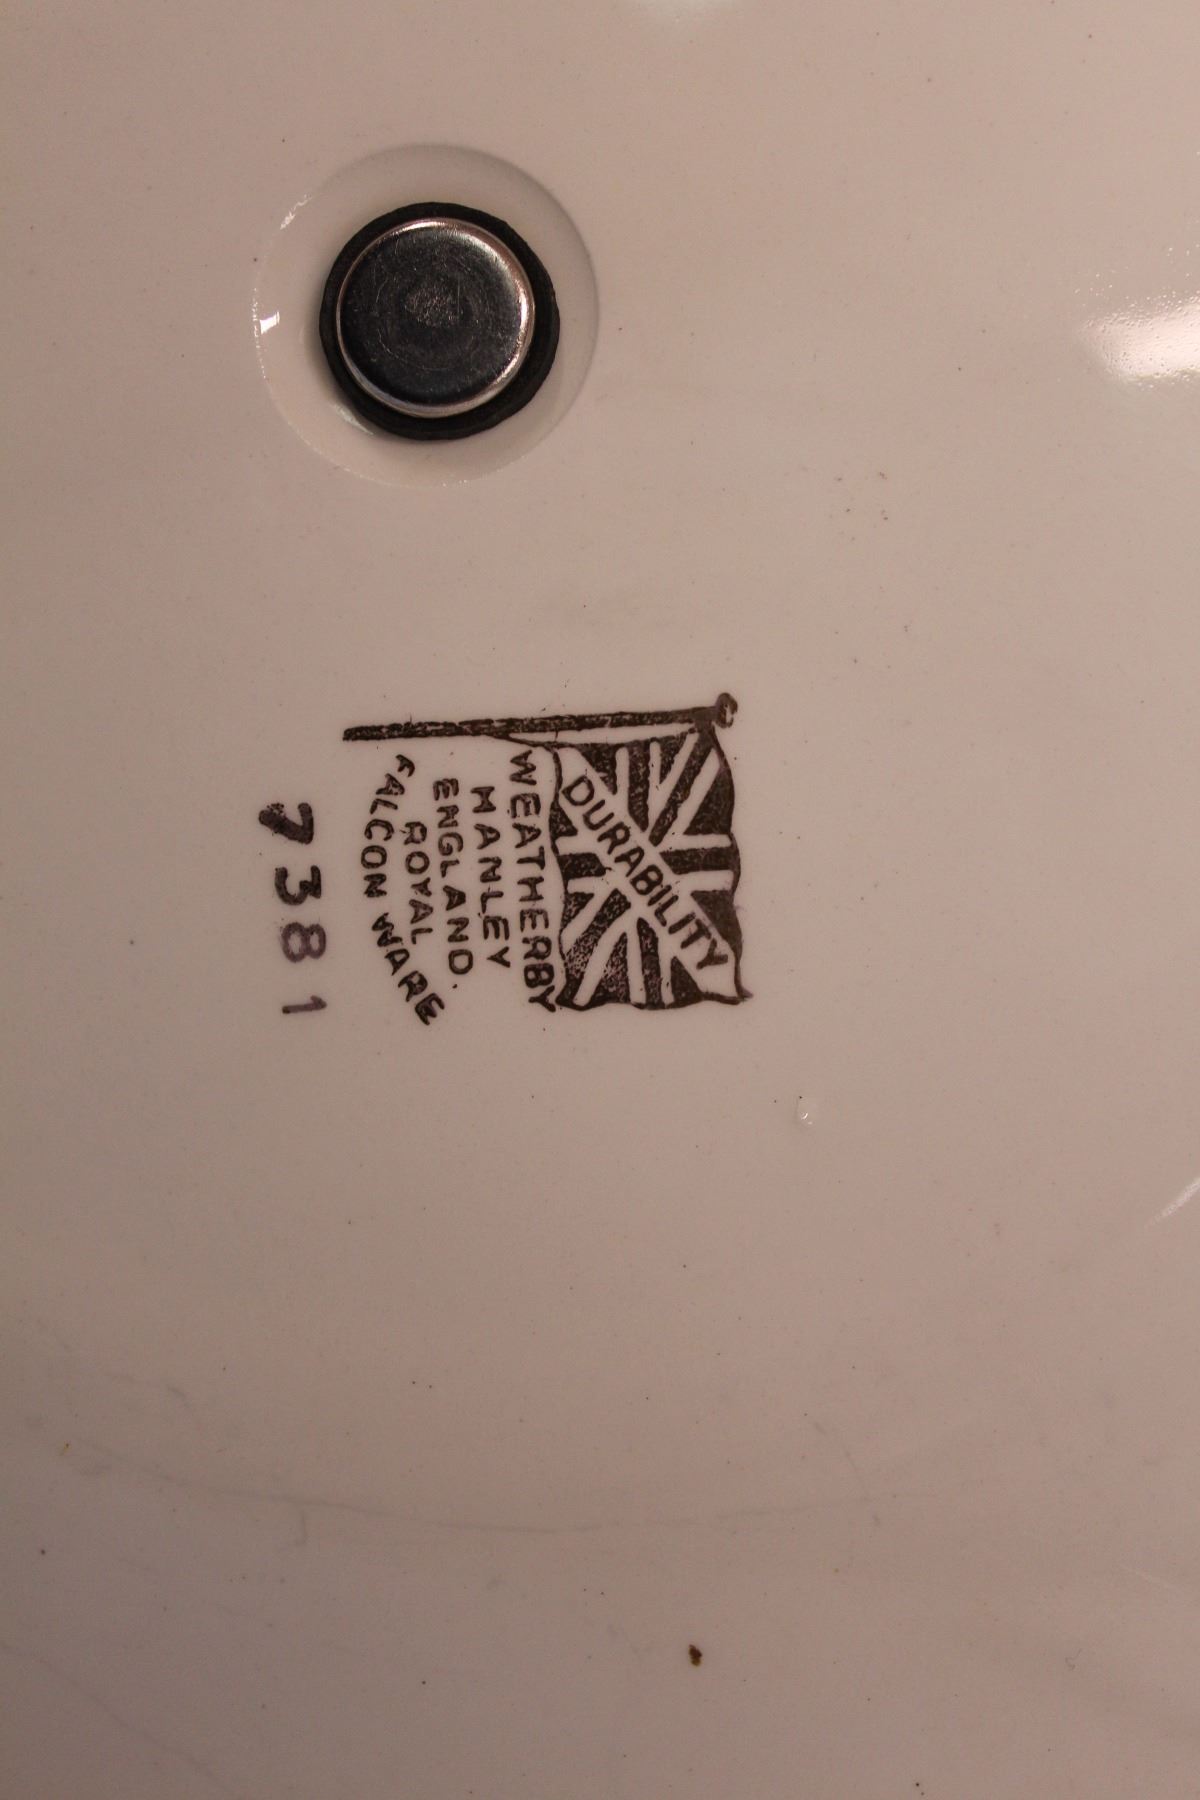 DURABILITY
WEATHERBY
HANLEY
ENGLAND.
ROYAL
FALCON WARE
7381